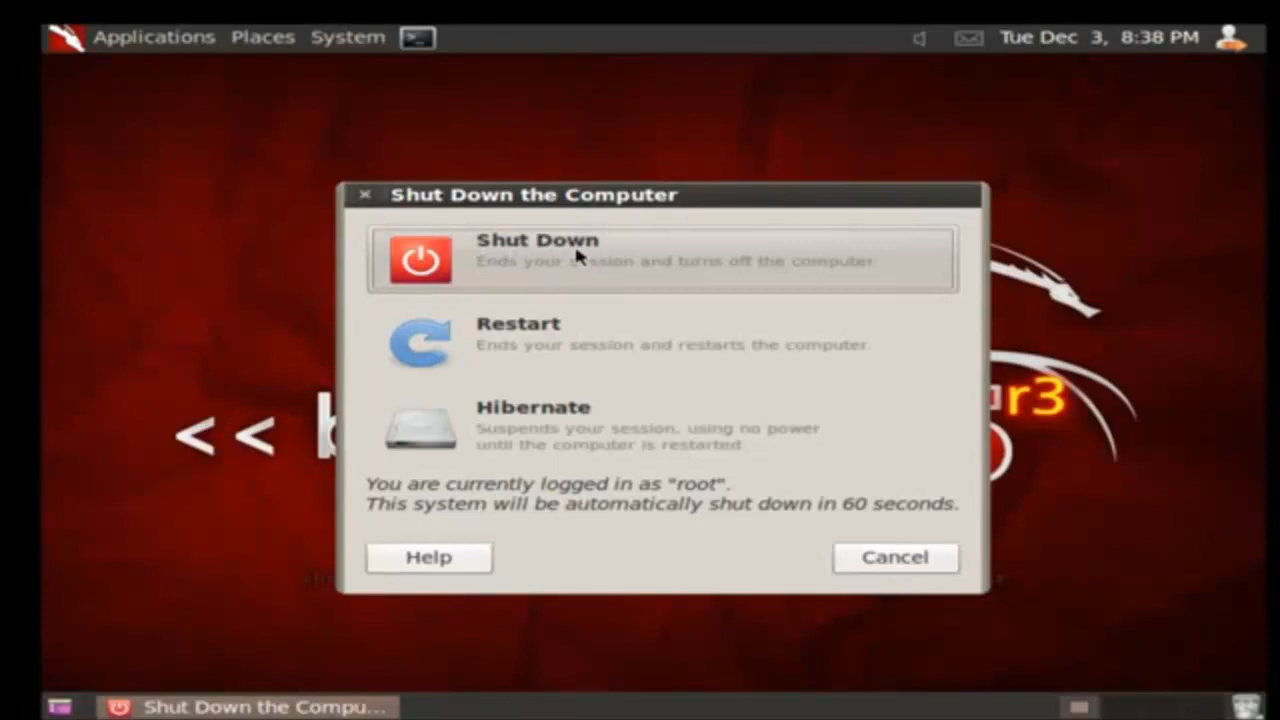 Applications Places System Tue Dec 3, 8:38 PM
Shut Down the Computer
Shut Down
Ends your session and turns off the computer.
Restart
Ends your session and restarts the computer.
Hibernate
Suspends your session, using no power
until the computer is restarted.
<< r3
You are currently logged in as "root".
This system will be automatically shut down in 60 seconds.
Help Cancel
Shut Down the Compu...